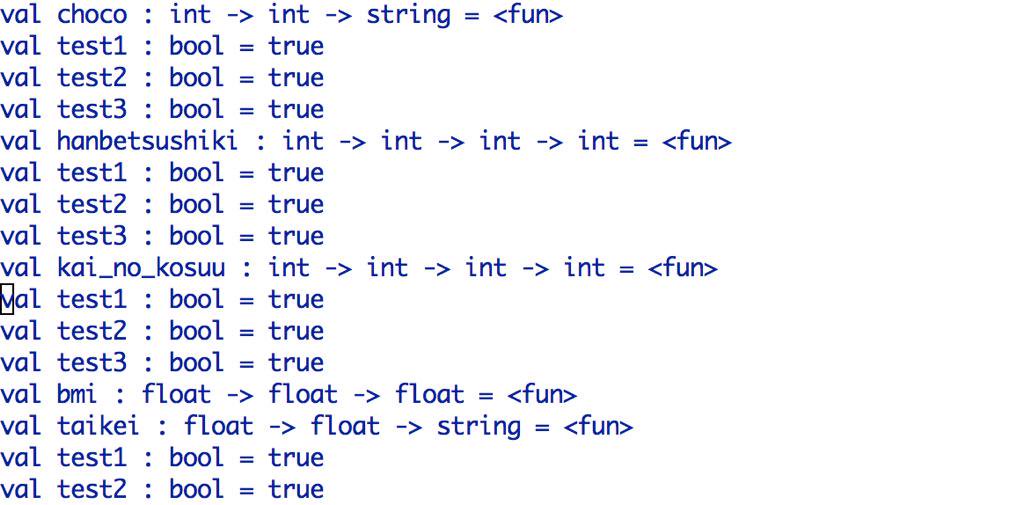 val choco : int -> int -> string = <fun>
val test1 : bool = true
val test2 : bool = true
val test3 : bool = true
val hanbetsushiki : int -> int -> int -> int = <fun>
val test1 : bool = true
val test2 : bool = true
val test3 : bool = true
val kai_no_kosuu : int -> int -> int -> int = <fun>
val test1 : bool = true
val test2 : bool = true
val test3 : bool = true
val bmi : float -> float -> float = <fun>
val taikei : float -> float -> string = <fun>
val test1 : bool = true
val test2 : bool = true